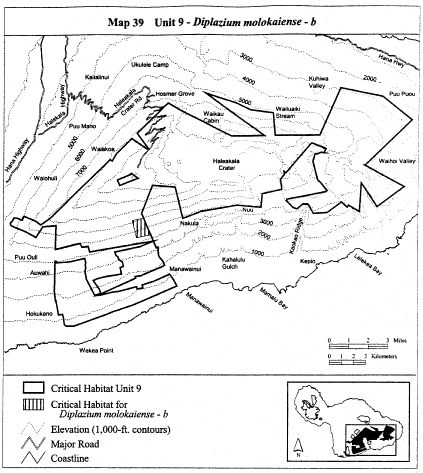 Map 39 Unit 9 - Diplazium molokaiense - b
Ukulele Camp
3000
Kuhiwa
Valley
2000
Hana Hwy
Kailalinui
4000
Hosmer Grove
5000
Puu Puou
Haleakala
Highway
Haleakala
Crater Rd
Waikau
Cabin
Wailuaiki
Stream
Hana Highway
Puu Maho
Waiakoa
5000
6000
7000
Haleakala
Crater
Waihoi Valley
Waiohuli
Nuu
Nakula
3000
2000
1000
Kaupo Ridge
Puu Ouli
Auwahi
Manawainui
Kahalulu
Gulch
Kepio
Lelekea Bay
Mamalu Bay
Hokukano
Manawainui
Wekea Point
0 1 2 3 Miles
0 1 2 3 Kilometers
Critical Habitat Unit 9
Critical Habitat for
Diplazium molokaiense - b
Elevation (1,000-ft. contours)
Major Road
Coastline
N